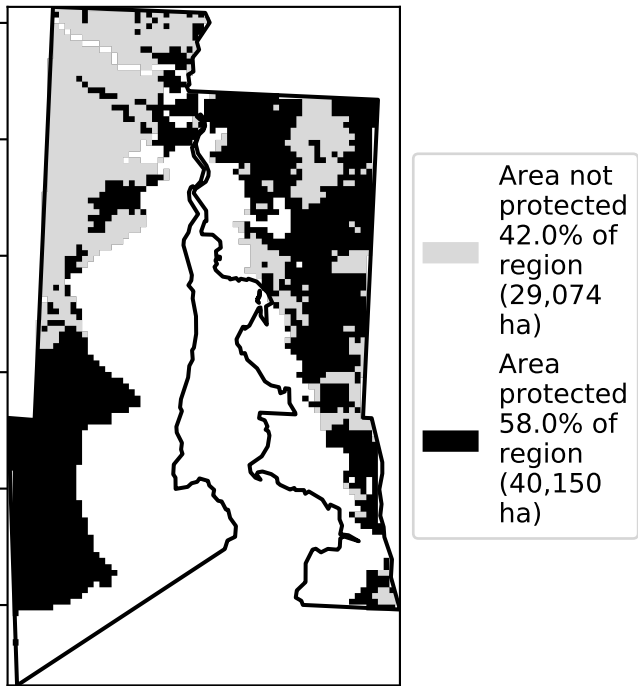 Area not
protected
42.0% of
region
(29,074
ha)
Area
protected
58.0% of
region
(40,150
ha)